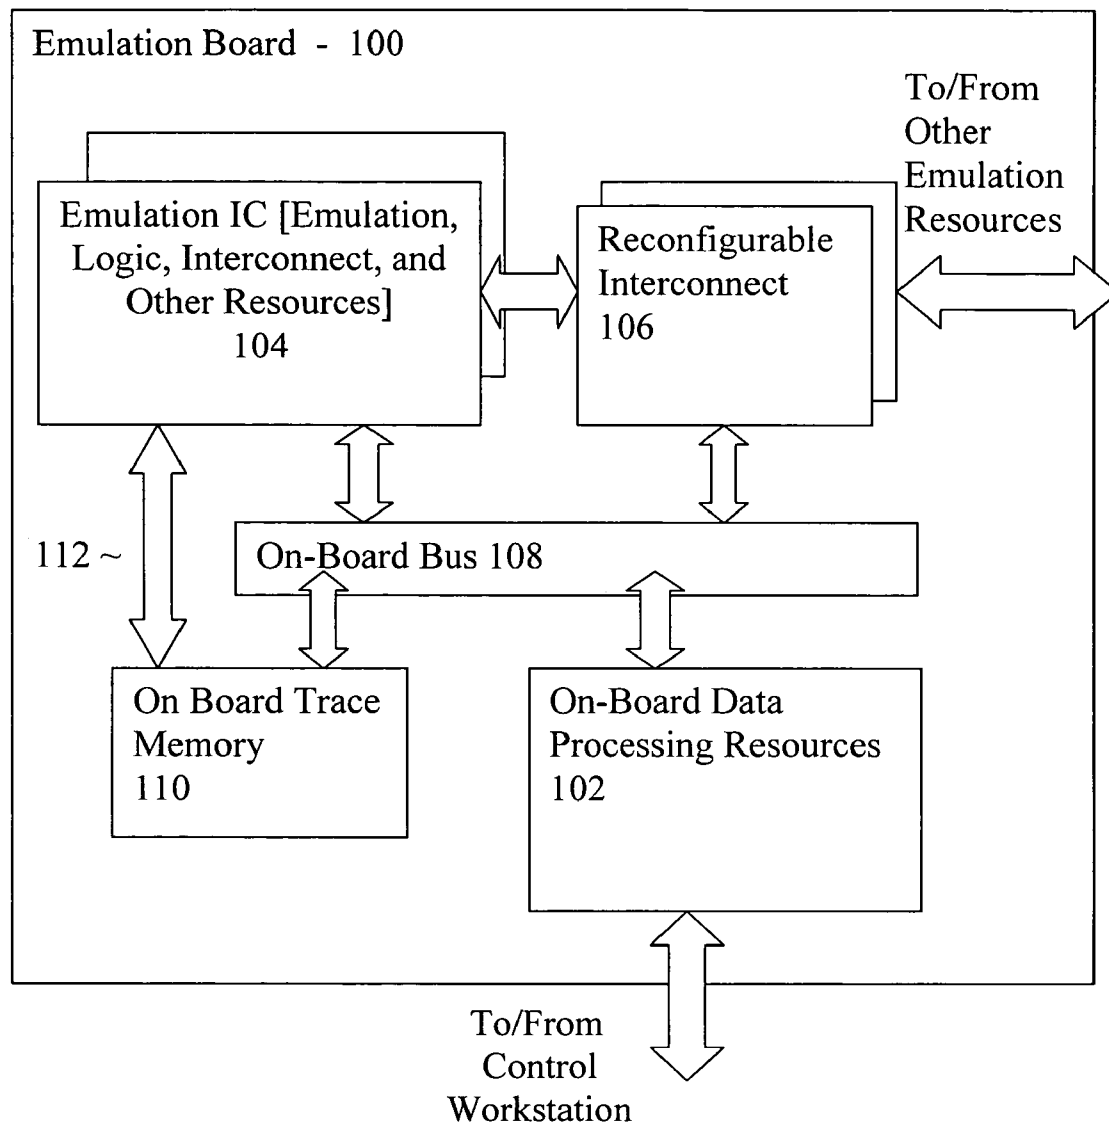 Emulation Board - 100
To/From
Other
Emulation
Resources
Emulation IC [Emulation,
Logic, Interconnect, and
Other Resources]
104
Reconfigurable
Interconnect
106
112 ~
On-Board Bus 108
On Board Trace
Memory
110
On-Board Data
Processing Resources
102
To/From
Control
Workstation